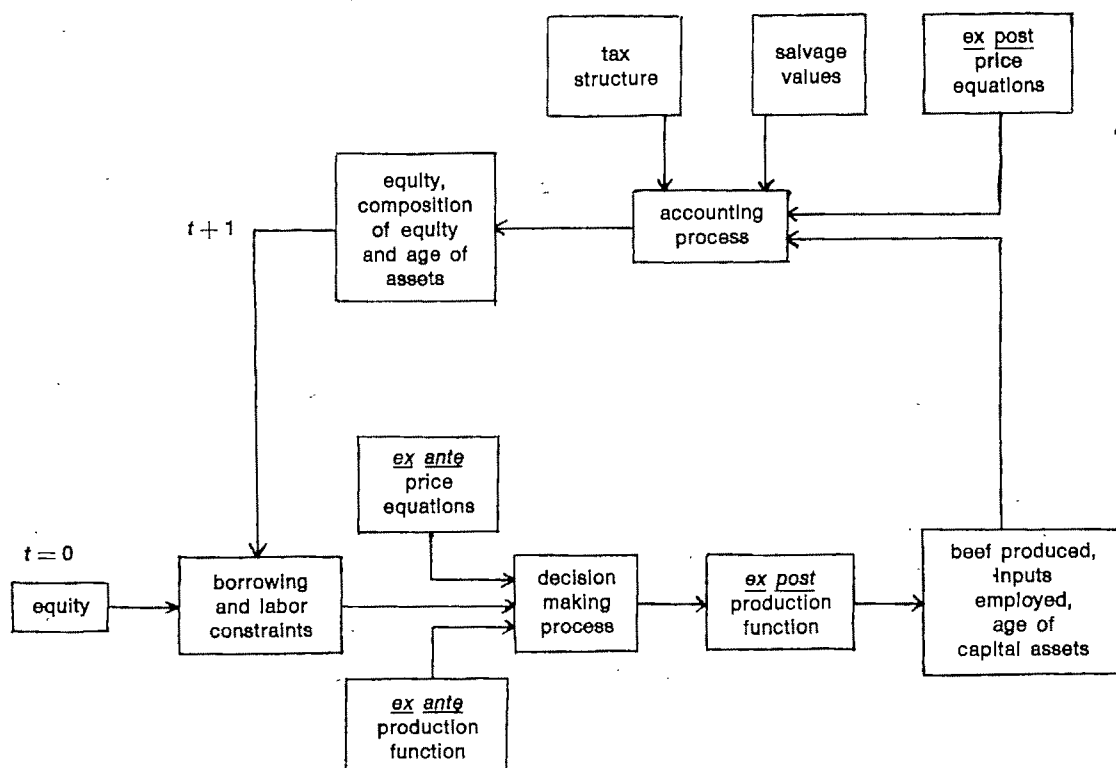 tax
structure
salvage
values
ex post
price
equations
equity,
composition
of equity
and age of
assets
t + 1
accounting
process
ex ante
price
equations
t = 0
equity
borrowing
and labor
constraints
decision
making
process
ex post
production
function
beef produced,
inputs
employed,
age of
capital assets
ex ante
production
function